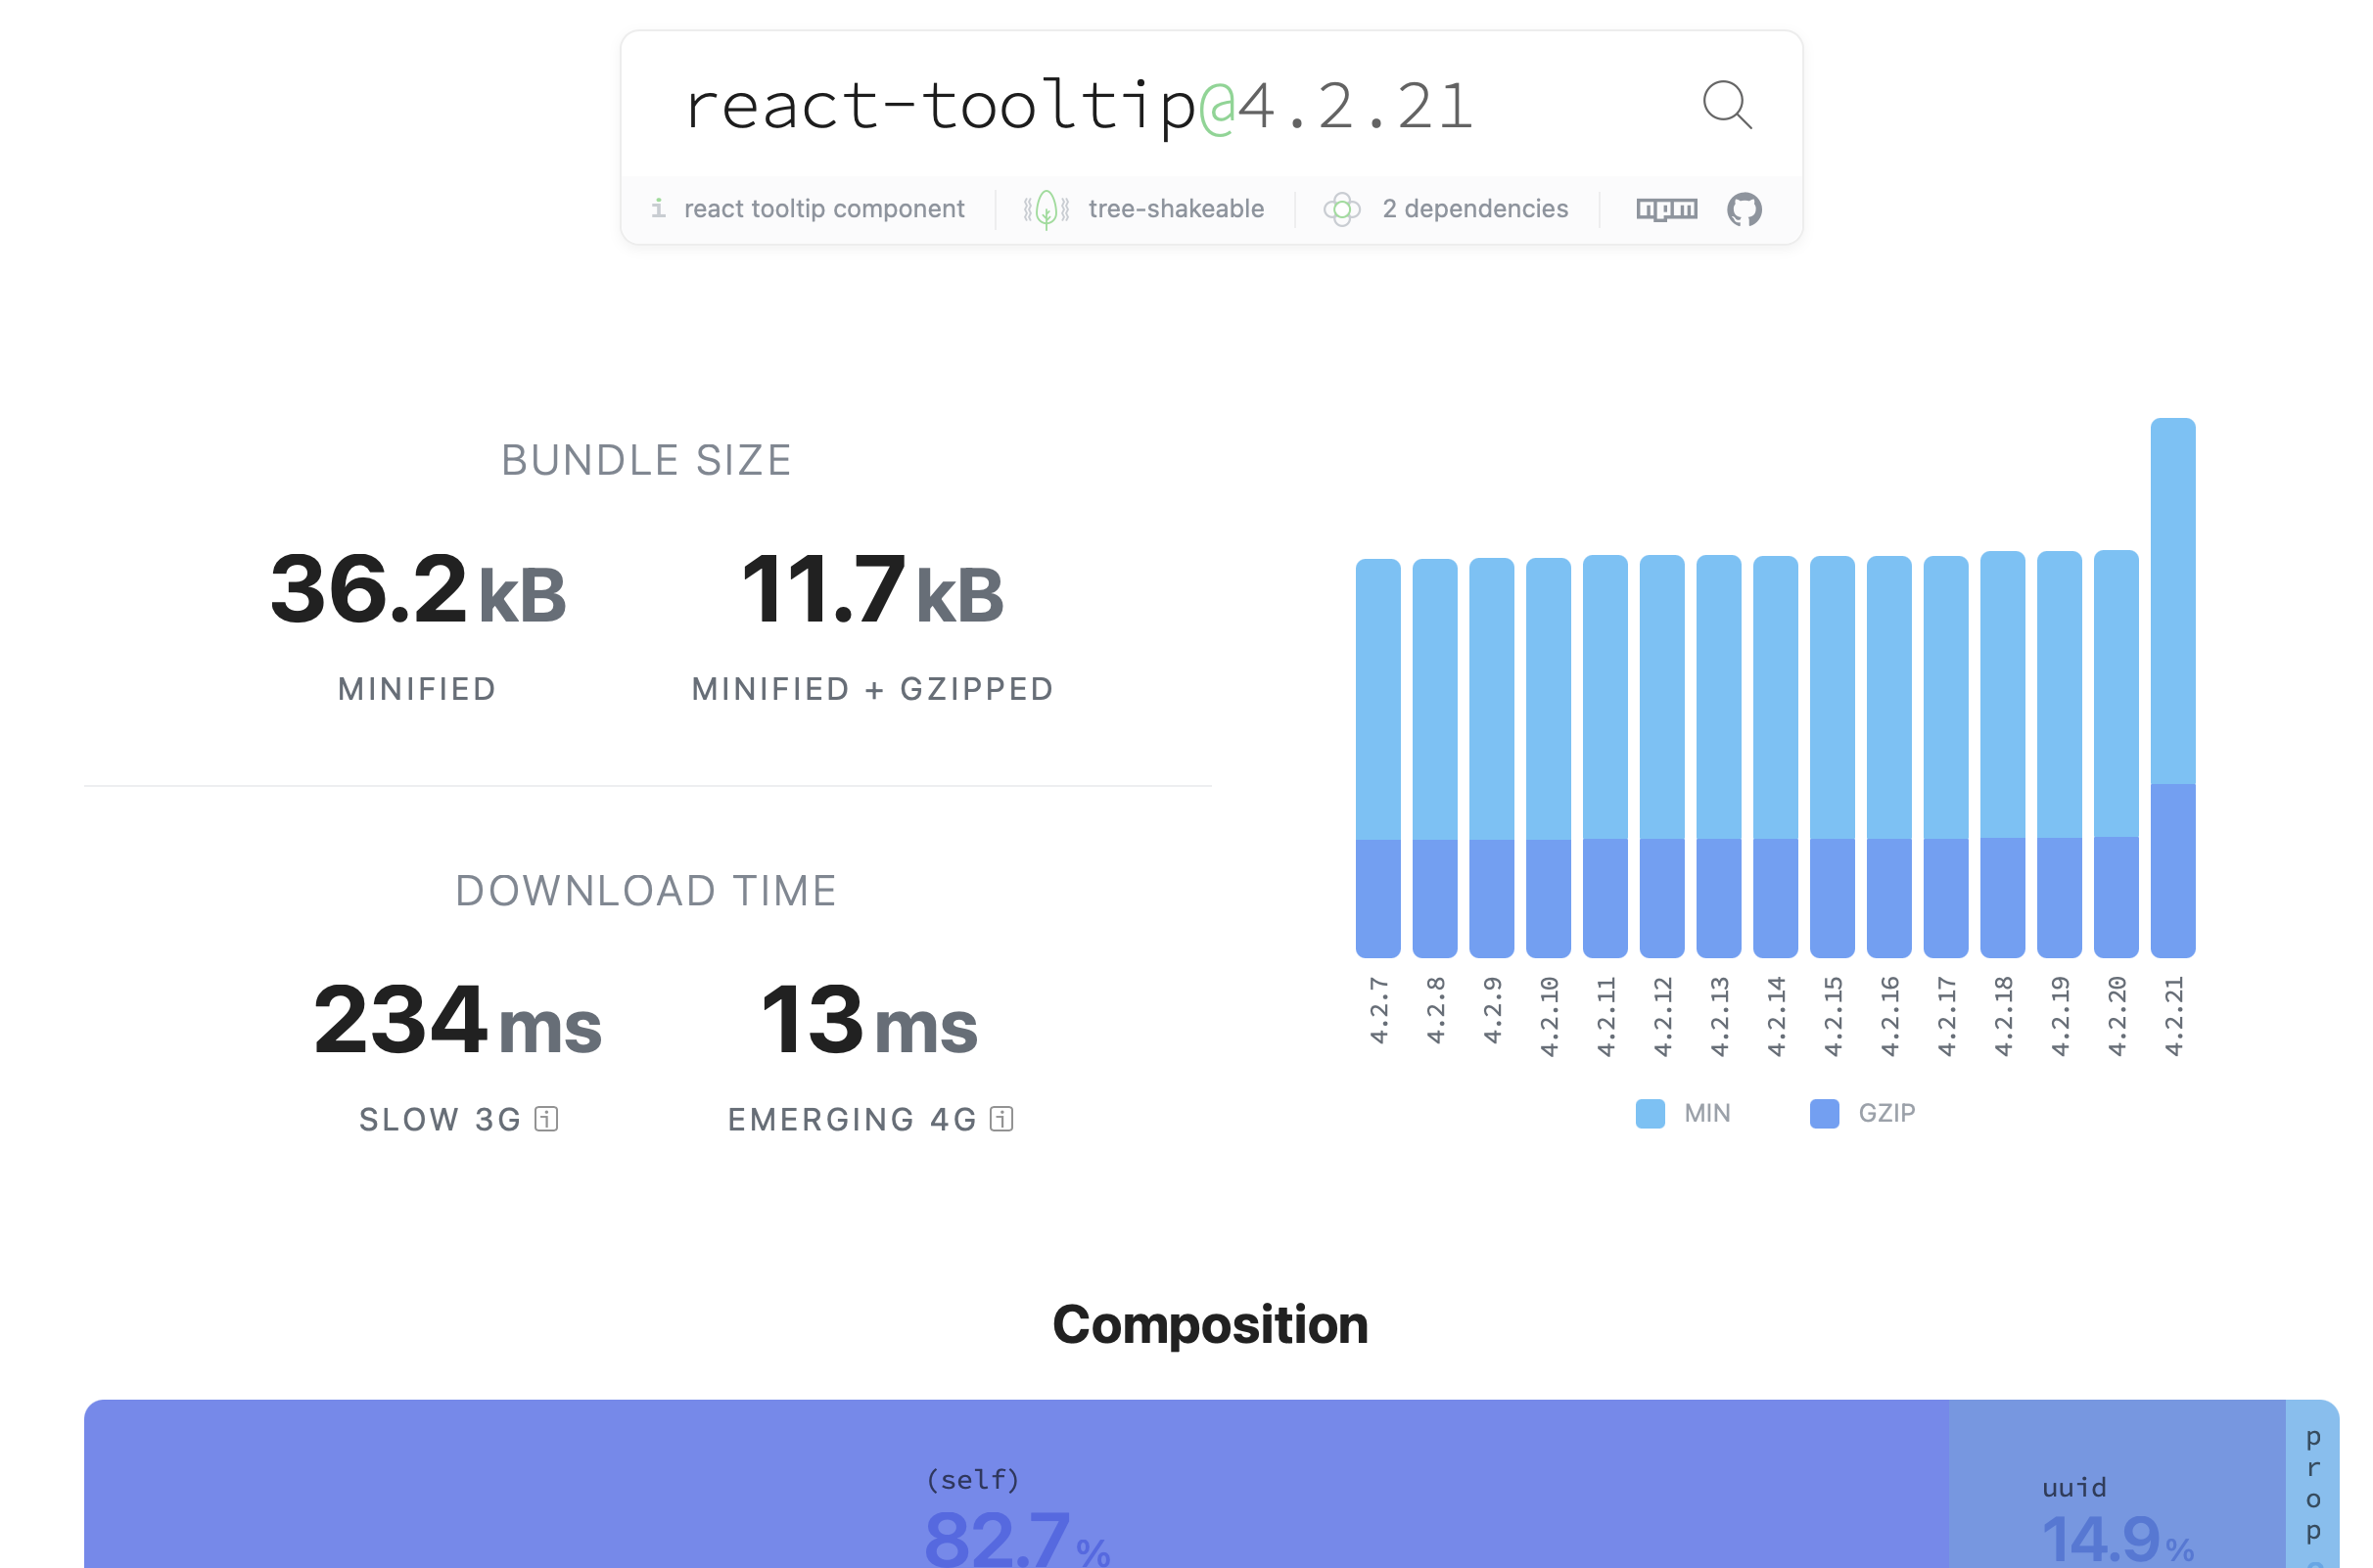 react-tooltip@4.2.21
react tooltip component
tree-shakeable
2 dependencies
npm
BUNDLE SIZE
36.2 kB
MINIFIED
11.7 kB
MINIFIED + GZIPPED
DOWNLOAD TIME
234 ms
SLOW 3G
13 ms
EMERGING 4G
4.2.7
4.2.8
4.2.9
4.2.10
4.2.11
4.2.12
4.2.13
4.2.14
4.2.15
4.2.16
4.2.17
4.2.18
4.2.19
4.2.20
4.2.21
MIN
GZIP
Composition
(self)
82.7%
uuid
14.9%
prop